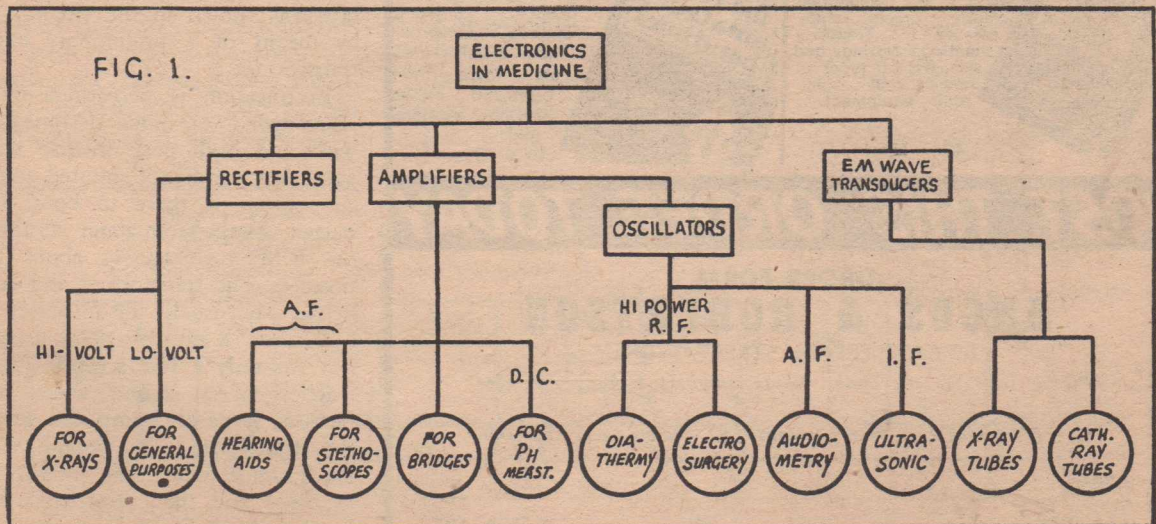 FIG. 1.
ELECTRONICS
IN MEDICINE
RECTIFIERS
AMPLIFIERS
EM WAVE
TRANSDUCERS
OSCILLATORS
A.F.
HI POWER
R. F.
HI- VOLT
LO- VOLT
D. C.
A. F.
I. F.
FOR
X-RAYS
FOR
GENERAL
PURPOSES
HEARING
AIDS
FOR
STETHO-
SCOPES
FOR
BRIDGES
FOR
PH
MEAST.
DIA-
THERMY
ELECTRO
SURGERY
AUDIO-
METRY
ULTRA-
SONIC
X-RAY
TUBES
CATH.
RAY
TUBES